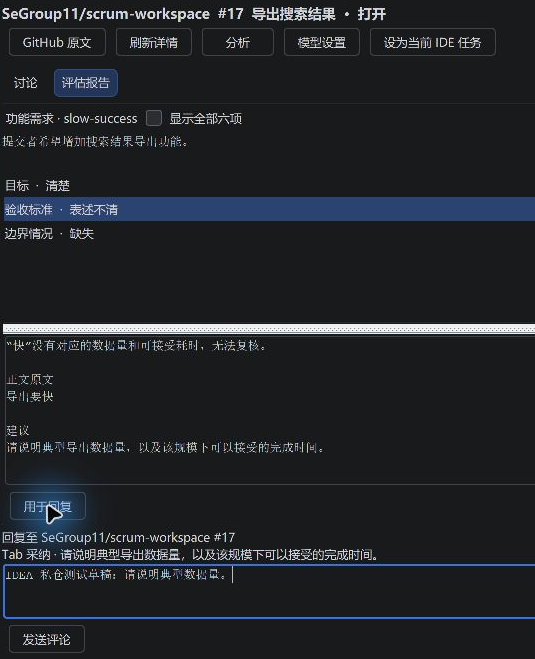 SeGroup11/scrum-workspace #17 导出搜索结果 • 打开
GitHub 原文 刷新详情 分析 模型设置 设为当前 IDE 任务
讨论 评估报告
功能需求 · slow-success 显示全部六项
提交者希望增加搜索结果导出功能。
目标 · 清楚
验收标准 · 表述不清
边界情况 · 缺失
“快”没有对应的数据量和可接受耗时，无法复核。
正文原文
导出要快
建议
请说明典型导出数据量，以及该规模下可以接受的完成时间。
用于回复
回复至 SeGroup11/scrum-workspace #17
Tab 采纳 · 请说明典型导出数据量，以及该规模下可以接受的完成时间。
IDEA 私仓测试草稿：请说明典型数据量。
发送评论